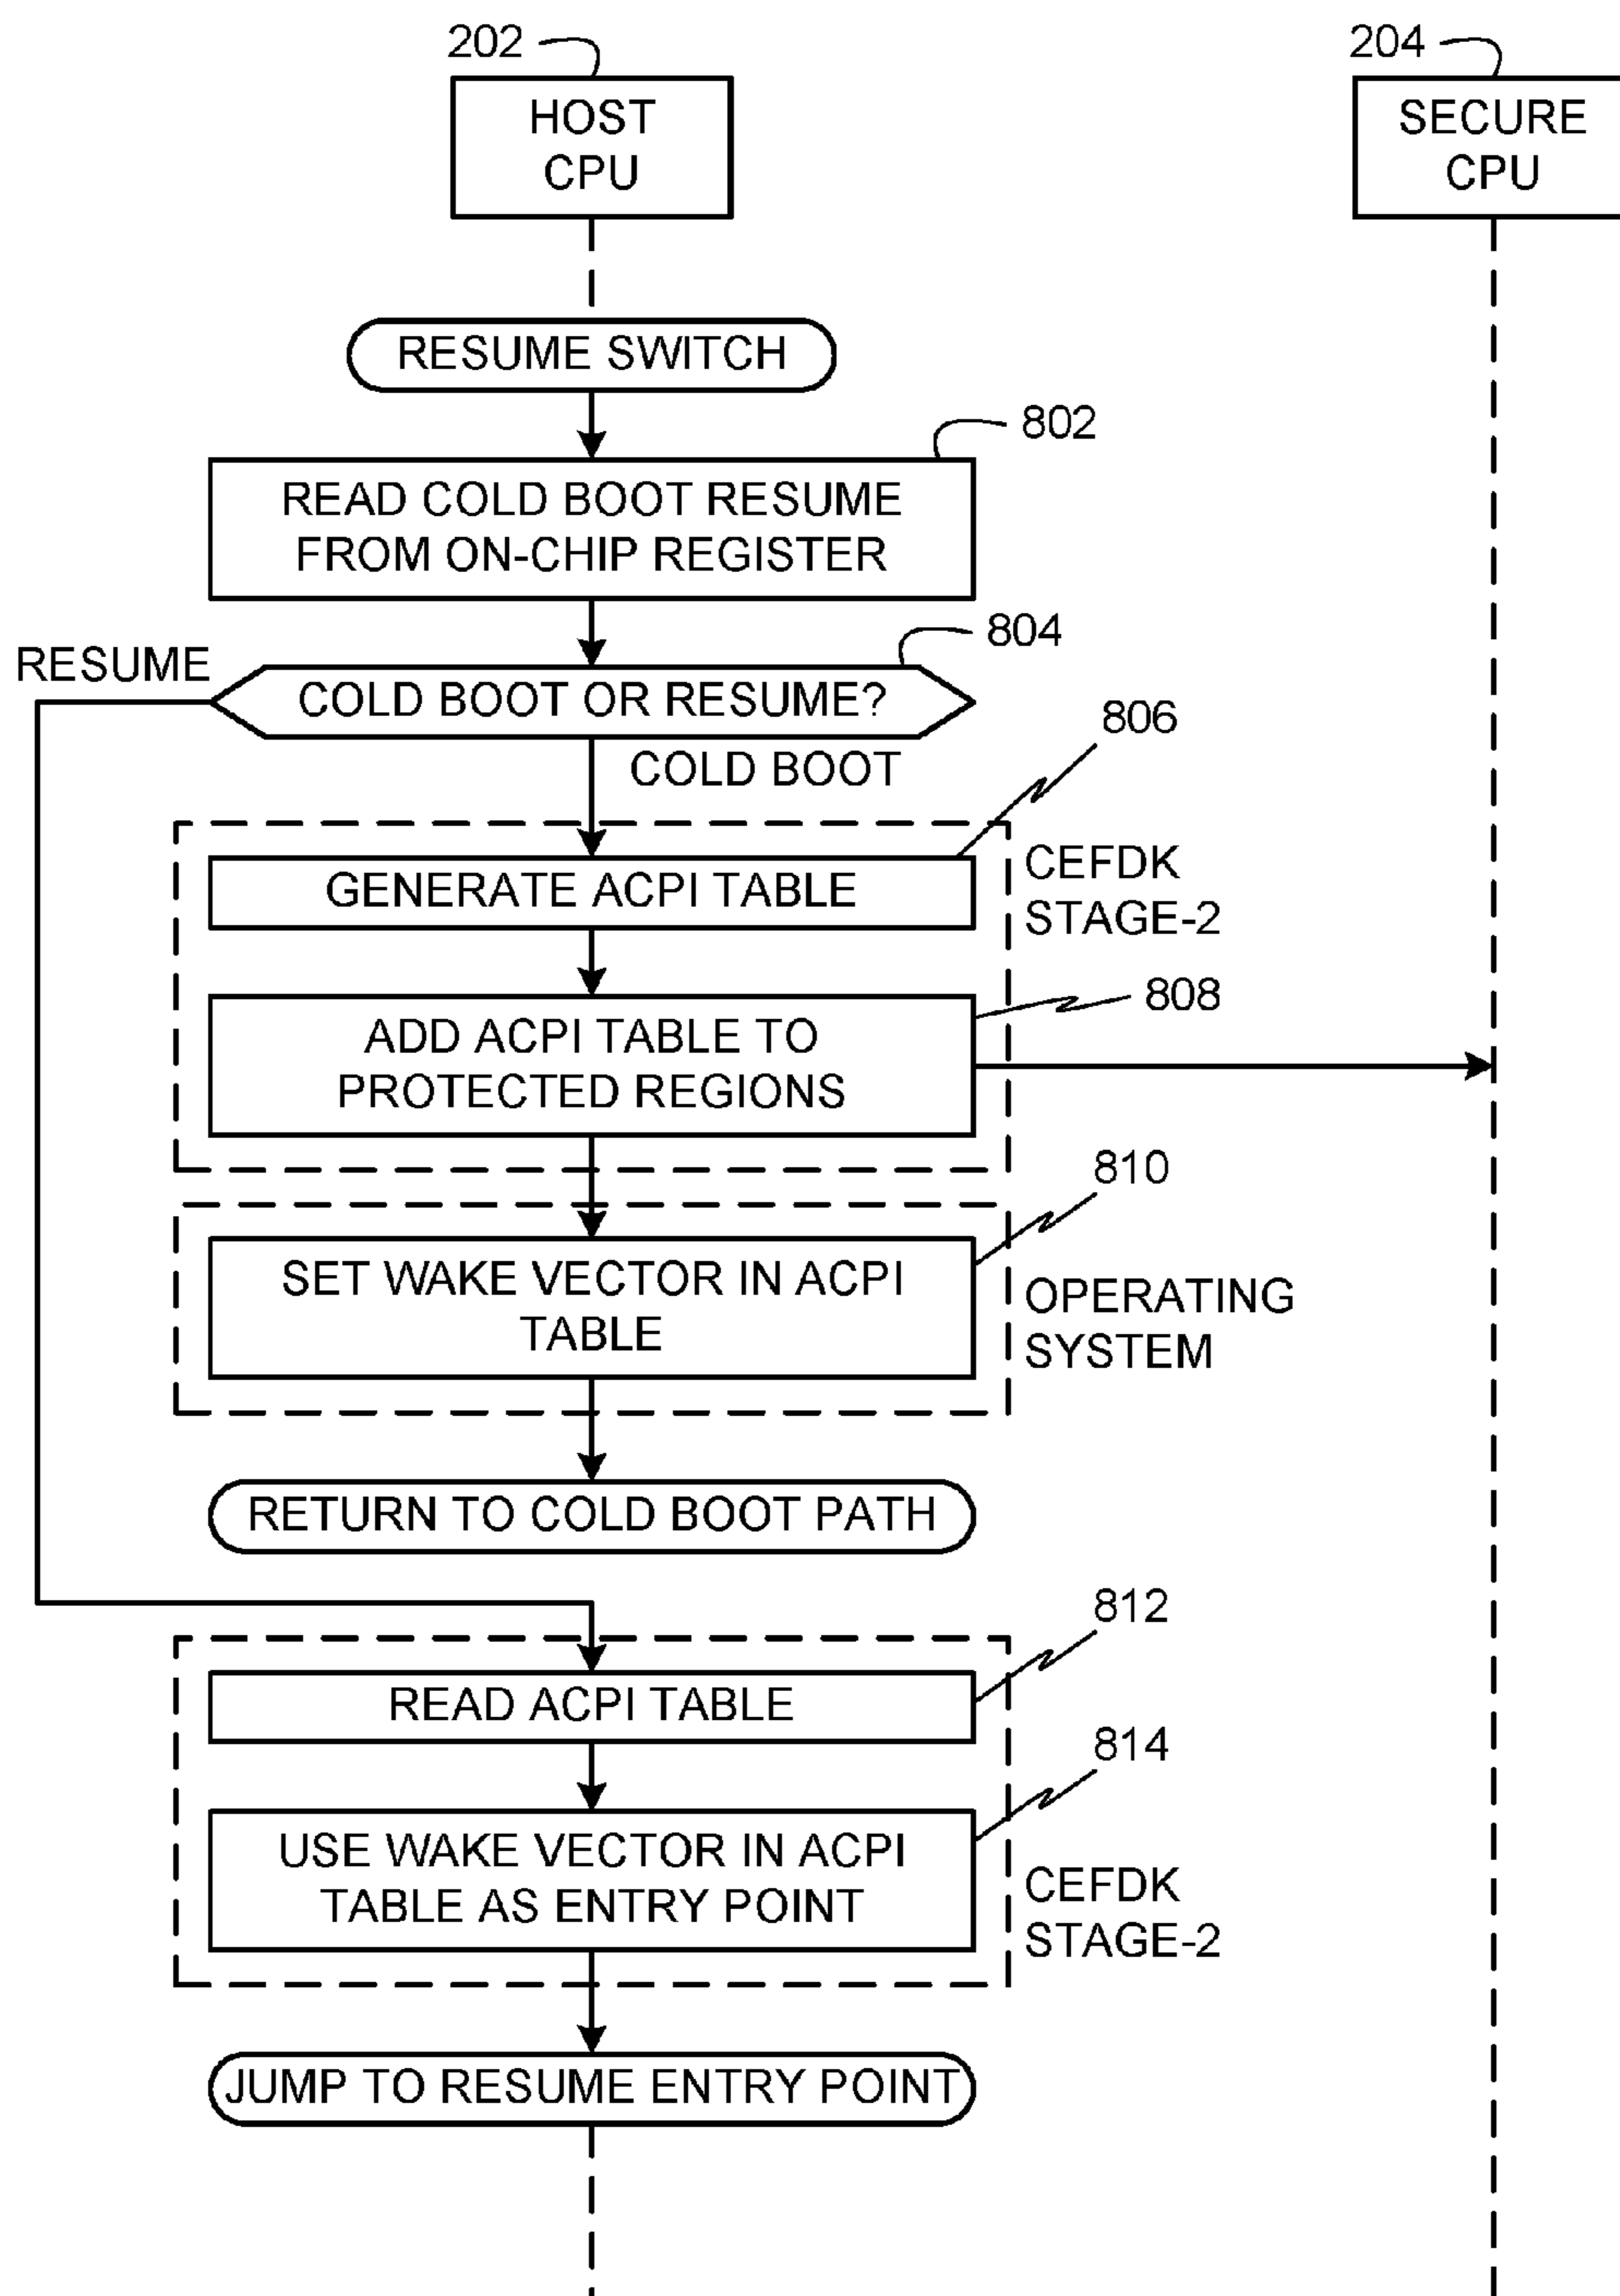 202
204
HOST
CPU
SECURE
CPU
RESUME SWITCH
802
READ COLD BOOT RESUME
FROM ON-CHIP REGISTER
804
RESUME
COLD BOOT OR RESUME?
806
COLD BOOT
CEFDK
STAGE-2
GENERATE ACPI TABLE
808
ADD ACPI TABLE TO
PROTECTED REGIONS
810
SET WAKE VECTOR IN ACPI
TABLE
OPERATING
SYSTEM
RETURN TO COLD BOOT PATH
812
READ ACPI TABLE
814
USE WAKE VECTOR IN ACPI
TABLE AS ENTRY POINT
CEFDK
STAGE-2
JUMP TO RESUME ENTRY POINT